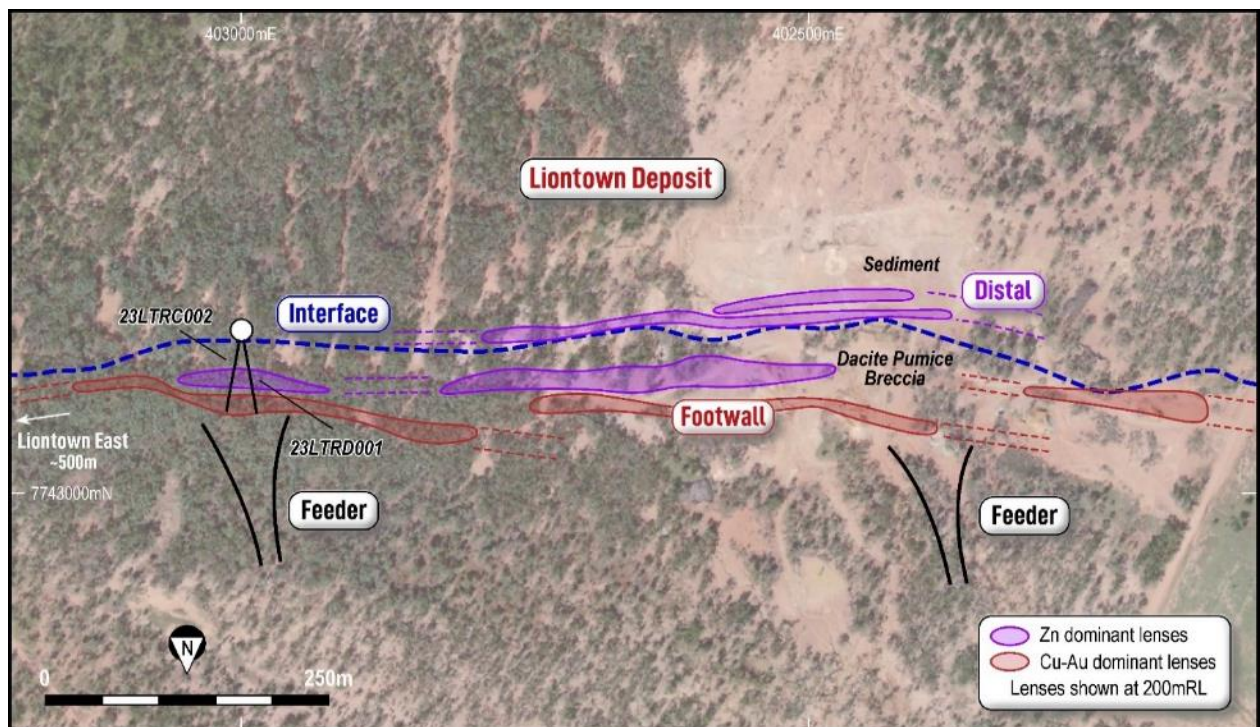 403000mE
402500mE
Liontown Deposit
Sediment
Distal
23LTRC002
Interface
Dacite Pumice
Breccia
Footwall
Liontown East
~500m
23LTRD001
7743000mN
Feeder
Feeder
N
0
250m
Zn dominant lenses
Cu-Au dominant lenses
Lenses shown at 200mRL